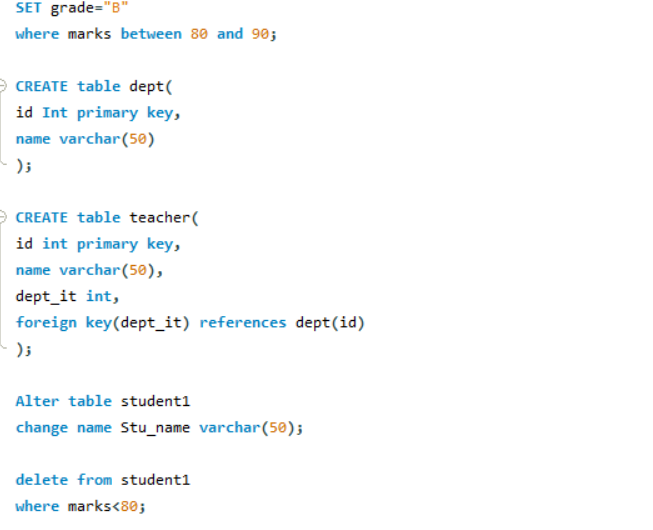 SET grade="B"
where marks between 80 and 90;
CREATE table dept(
id Int primary key,
name varchar(50)
);
CREATE table teacher(
id int primary key,
name varchar(50),
dept_it int,
foreign key(dept_it) references dept(id)
);
Alter table student1
change name Stu_name varchar(50);
delete from student1
where marks<80;